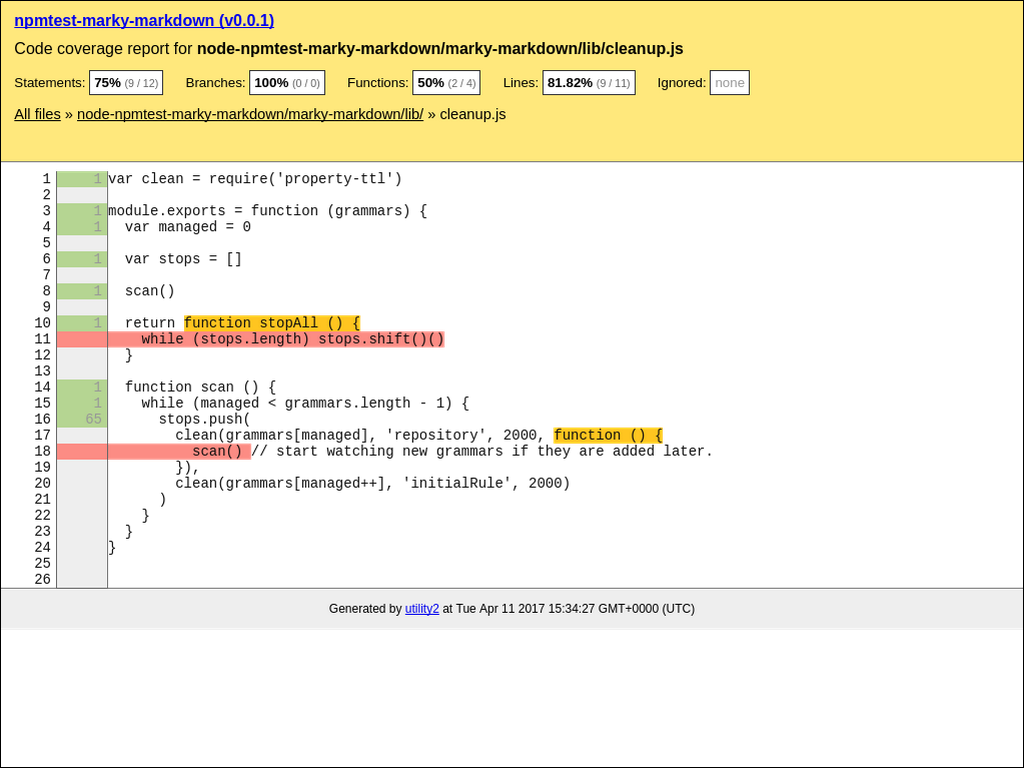 npmtest-marky-markdown (v0.0.1)
Code coverage report for node-npmtest-marky-markdown/marky-markdown/lib/cleanup.js
Statements: 75% (9 / 12) Branches: 100% (0 / 0) Functions: 50% (2 / 4) Lines: 81.82% (9 / 11) Ignored: none
All files » node-npmtest-marky-markdown/marky-markdown/lib/ » cleanup.js
1 1 var clean = require('property-ttl')
2
3 1 module.exports = function (grammars) {
4 1 var managed = 0
5
6 1 var stops = []
7
8 1 scan()
9
10 1 return function stopAll () {
11 while (stops.length) stops.shift()()
12 }
13
14 1 function scan () {
15 1 while (managed < grammars.length - 1) {
16 65 stops.push(
17 clean(grammars[managed], 'repository', 2000, function () {
18 scan() // start watching new grammars if they are added later.
19 }),
20 clean(grammars[managed++], 'initialRule', 2000)
21 )
22 }
23 }
24 }
25
26
Generated by utility2 at Tue Apr 11 2017 15:34:27 GMT+0000 (UTC)